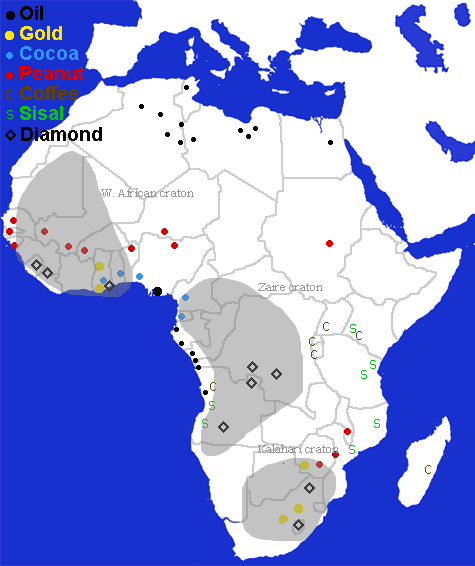 Oil
Gold
Cocoa
Peanut
C Coffee
S Sisal
Diamond
W. African craton
Zaire craton
C
S
C
C
C
S
C
S
S
S
S
Kalahari craton
S
C